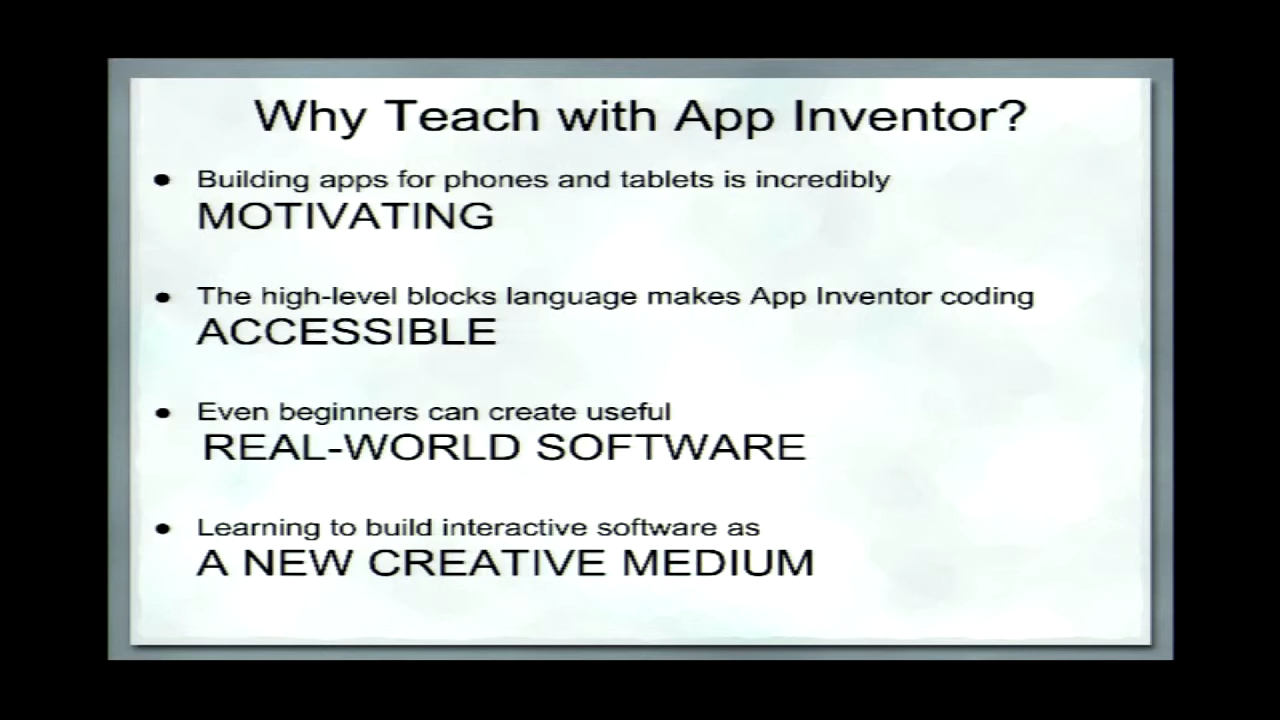 Why Teach with App Inventor?
● Building apps for phones and tablets is incredibly
MOTIVATING
● The high-level blocks language makes App Inventor coding
ACCESSIBLE
● Even beginners can create useful
REAL-WORLD SOFTWARE
● Learning to build interactive software as
A NEW CREATIVE MEDIUM